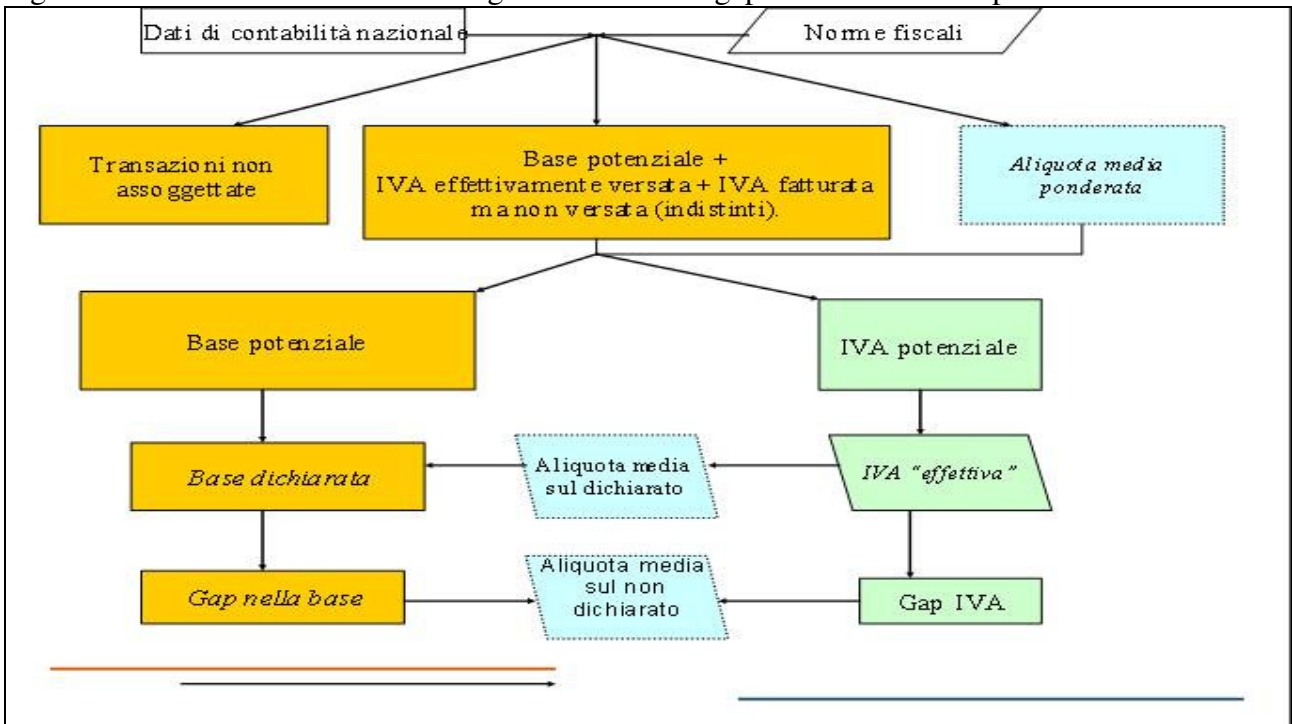 Dati di contabilità nazionale
Norme fiscali
Transazioni non
assoggettate
Base potenziale +
IVA effettivamente versata + IVA fatturata
ma non versata (indistinti).
Aliquota media
ponderata
Base potenziale
IVA potenziale
Base dichiarata
Aliquota media
sul dichiarato
IVA "effettiva"
Gap nella base
Aliquota media
sul non
dichiarato
Gap IVA